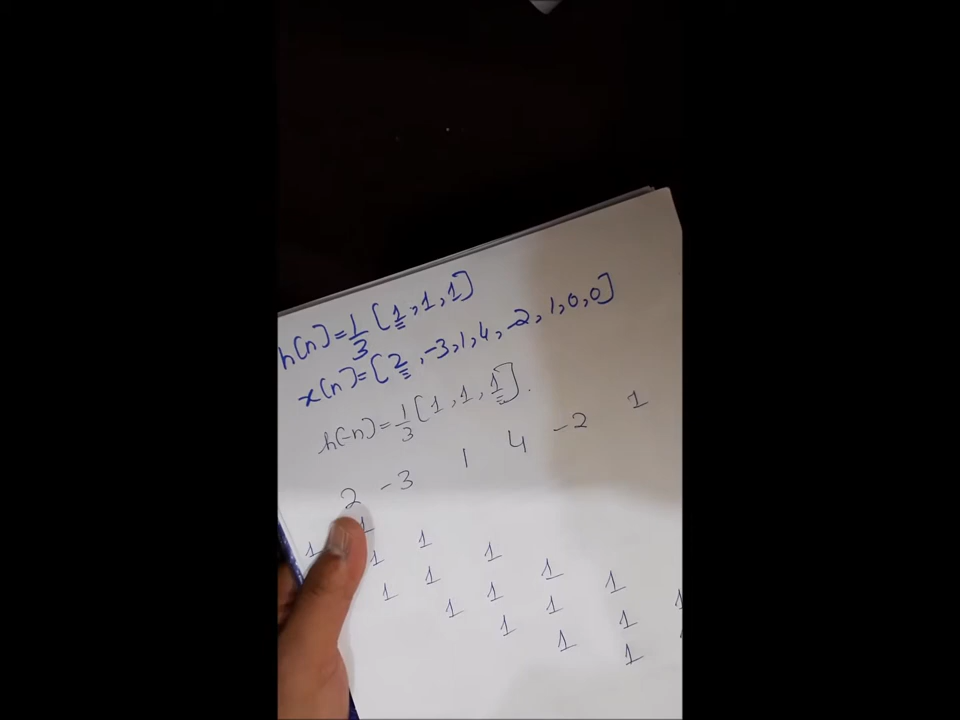 h(n)=1/3[1,1,1]
x(n)=[2,-3,1,4,-2,1,0,0]
h(-n)=1/3[1,1,1].
2 -3 1 4 -2 1
1 1
1 1 1
1 1 1 1 1
1 1 1 1 1
1 1 1